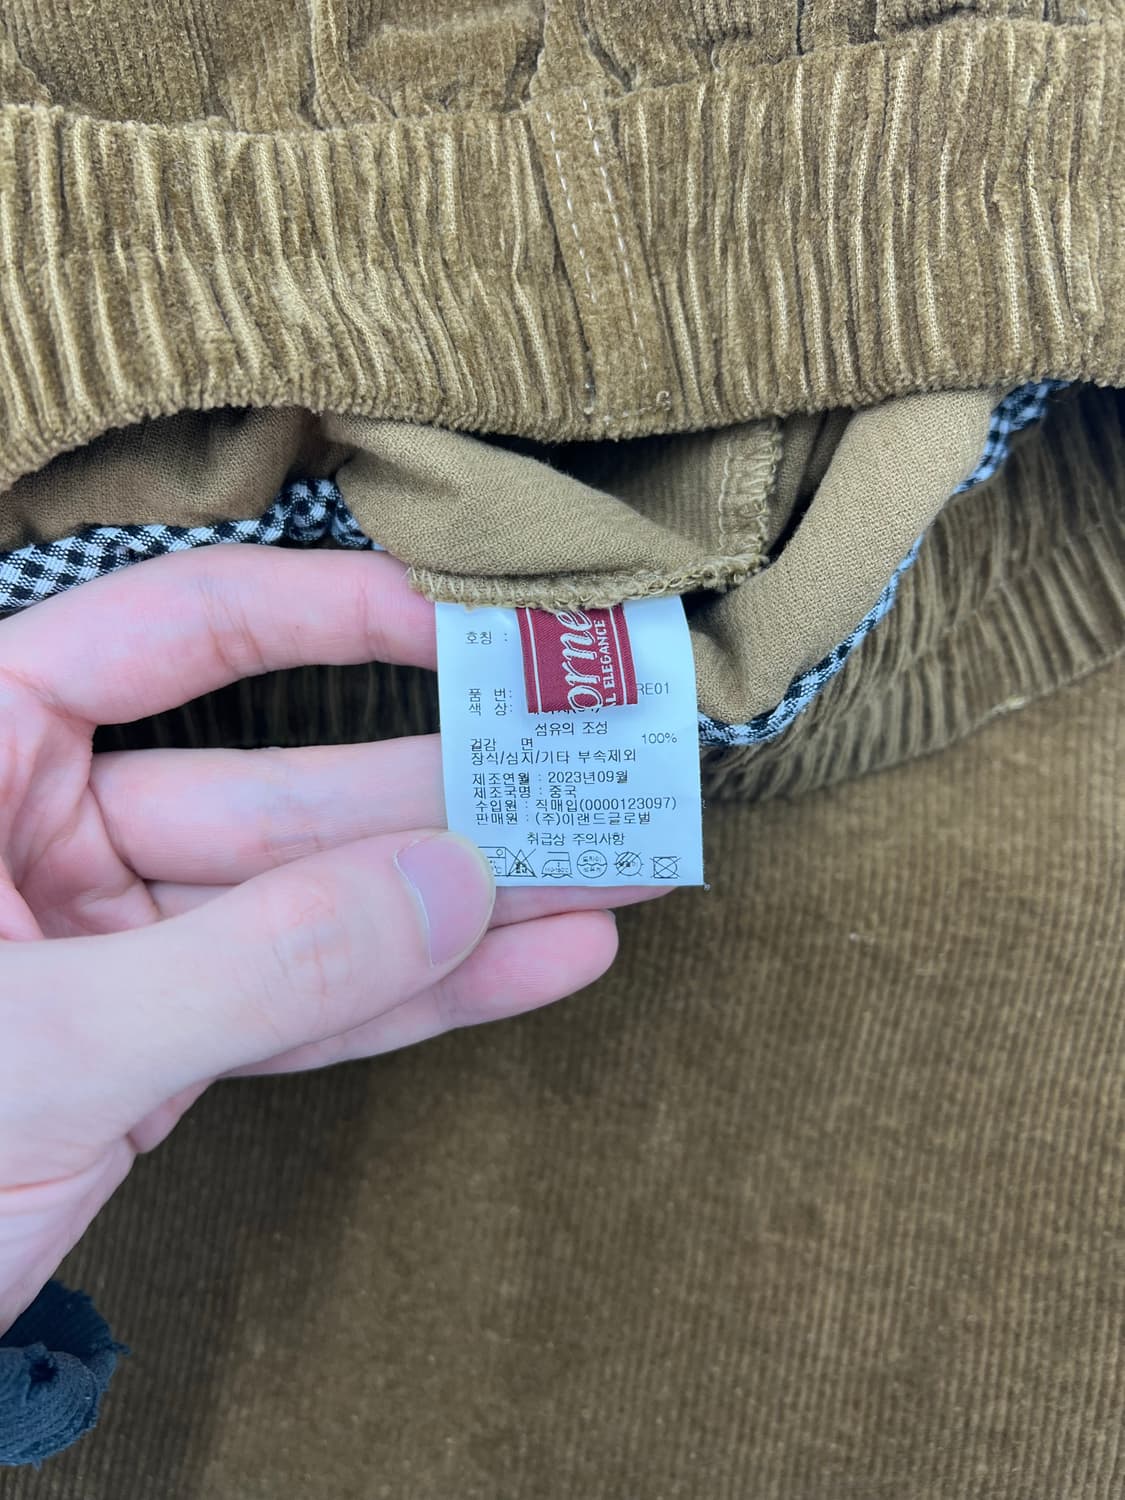 호칭 :
orne
L ELEGANCE
품 번: RE01
색 상:
섬유의 조성
겉감 면 100%
장식/심지/기타 부속제외
제조연월 : 2023년09월
제조국명 : 중국
수입원 : 직매입(0000123097)
판매원 : (주)이랜드글로벌
취급상 주의사항